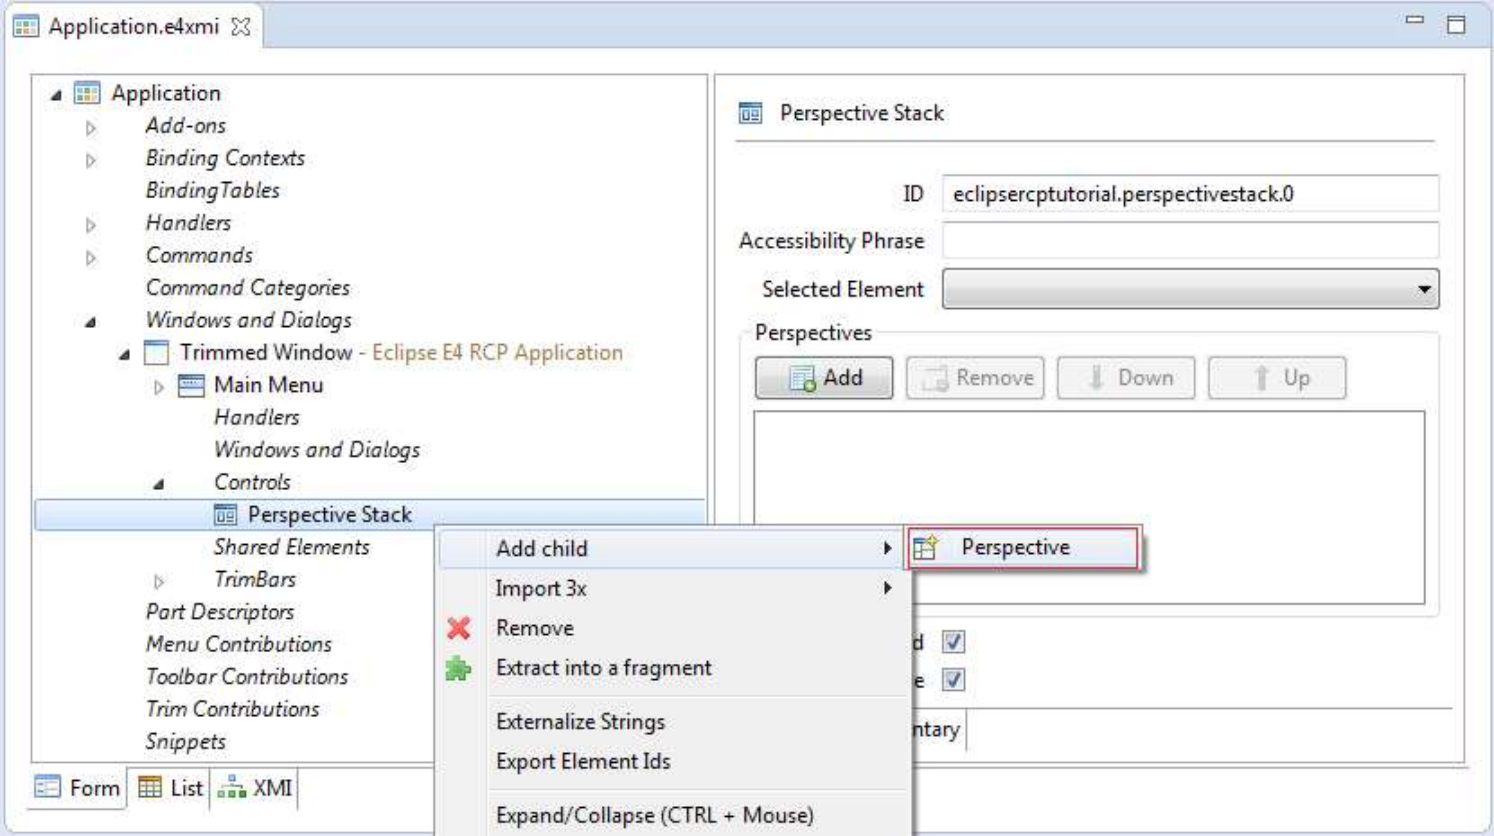 Application.e4xmi
Application
Add-ons
Binding Contexts
BindingTables
Handlers
Commands
Command Categories
Windows and Dialogs
Trimmed Window - Eclipse E4 RCP Application
Main Menu
Handlers
Windows and Dialogs
Controls
Perspective Stack
Shared Elements
TrimBars
Part Descriptors
Menu Contributions
Toolbar Contributions
Trim Contributions
Snippets
Form List XMI
Perspective Stack
ID eclipsercptutorial.perspectivestack.0
Accessibility Phrase
Selected Element
Perspectives
Add Remove Down Up
d
e
ntary
Add child
Import 3x
Remove
Extract into a fragment
Externalize Strings
Export Element Ids
Expand/Collapse (CTRL + Mouse)
Perspective